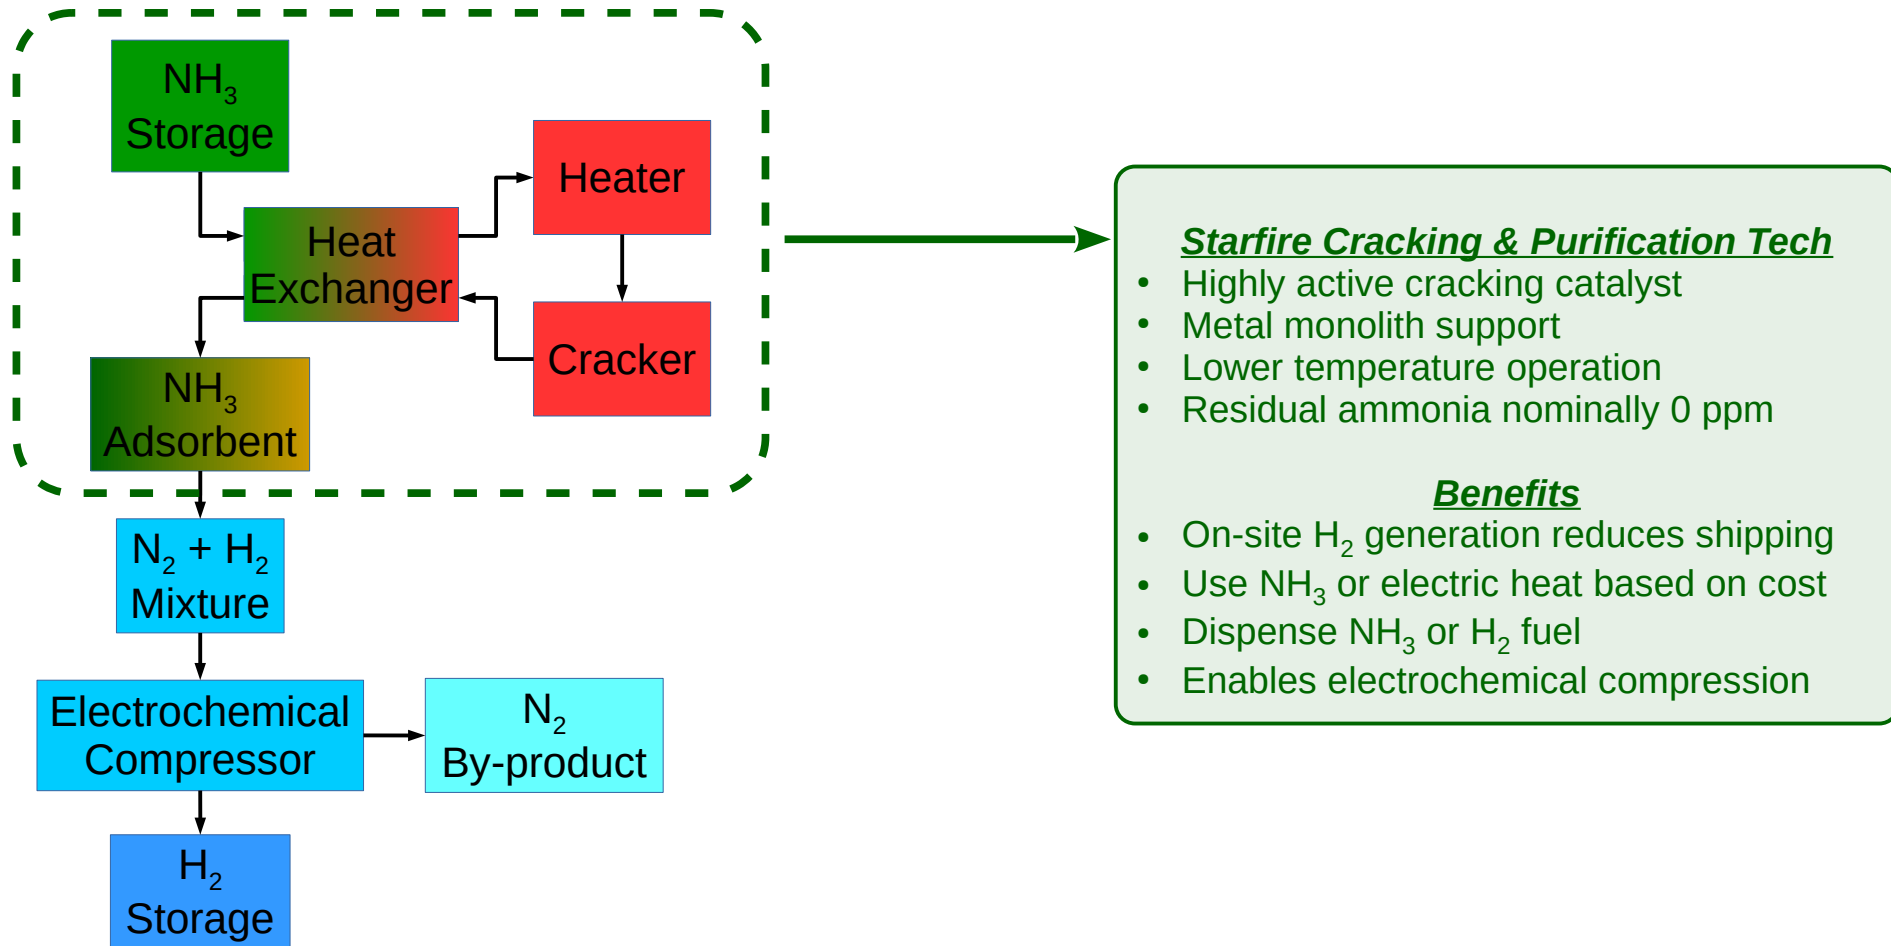 NH₃
Storage
Heater
Heat
Exchanger
Cracker
NH₃
Adsorbent
N₂ + H₂
Mixture
Electrochemical
Compressor
N₂
By-product
H₂
Storage
Starfire Cracking & Purification Tech
• Highly active cracking catalyst
• Metal monolith support
• Lower temperature operation
• Residual ammonia nominally 0 ppm
Benefits
• On-site H₂ generation reduces shipping
• Use NH₃ or electric heat based on cost
• Dispense NH₃ or H₂ fuel
• Enables electrochemical compression